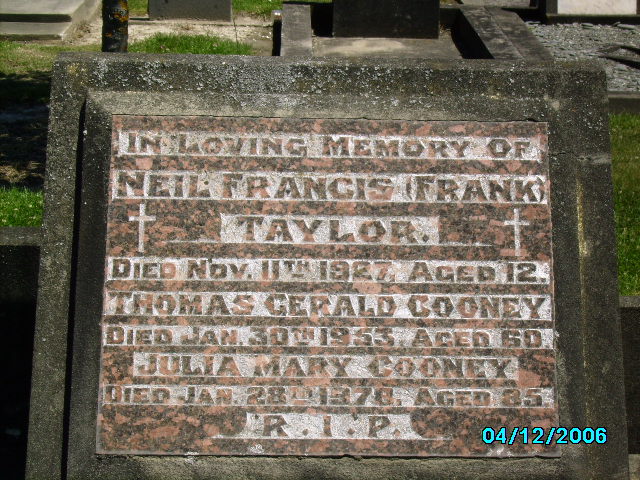 IN LOVING MEMORY OF
NEIL FRANCIS (FRANK)
TAYLOR.
DIED NOV. 11TH 1927. AGED 12.
THOMAS GERALD COONEY
DIED JAN. 30TH 1953. AGED 60.
JULIA MARY COONEY
DIED JAN. 28TH 1978. AGED 85.
R.I.P.
04/12/2006